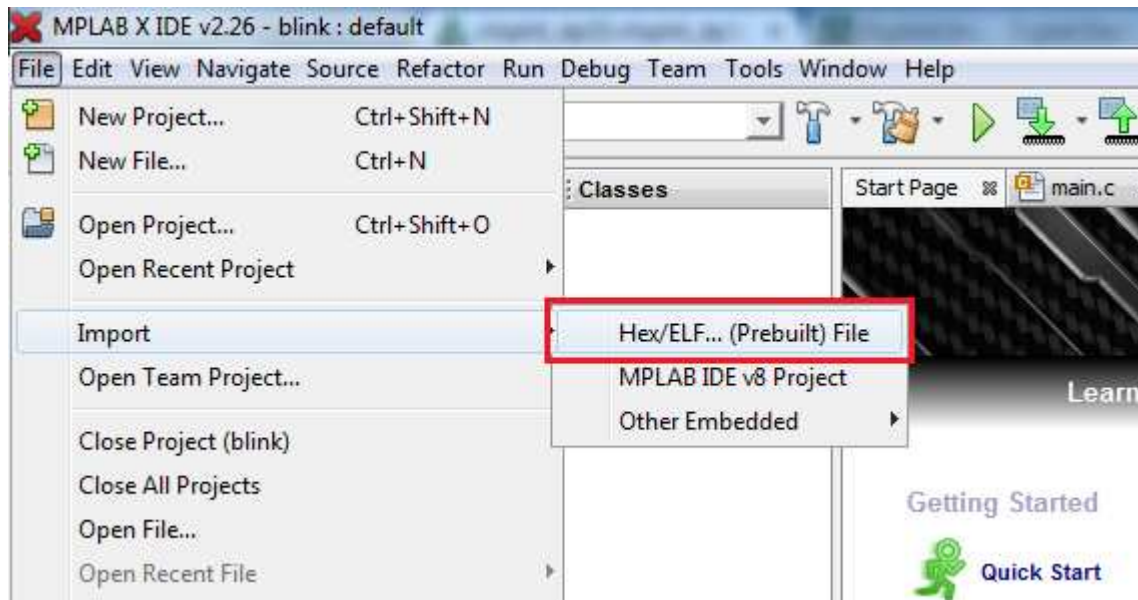 MPLAB X IDE v2.26 - blink : default
File Edit View Navigate Source Refactor Run Debug Team Tools Window Help
New Project... Ctrl+Shift+N
New File... Ctrl+N
Classes
Start Page main.c
Open Project... Ctrl+Shift+O
Open Recent Project
Import
Hex/ELF... (Prebuilt) File
Open Team Project...
MPLAB IDE v8 Project
Learn
Other Embedded
Close Project (blink)
Close All Projects
Open File...
Open Recent File
Getting Started
Quick Start